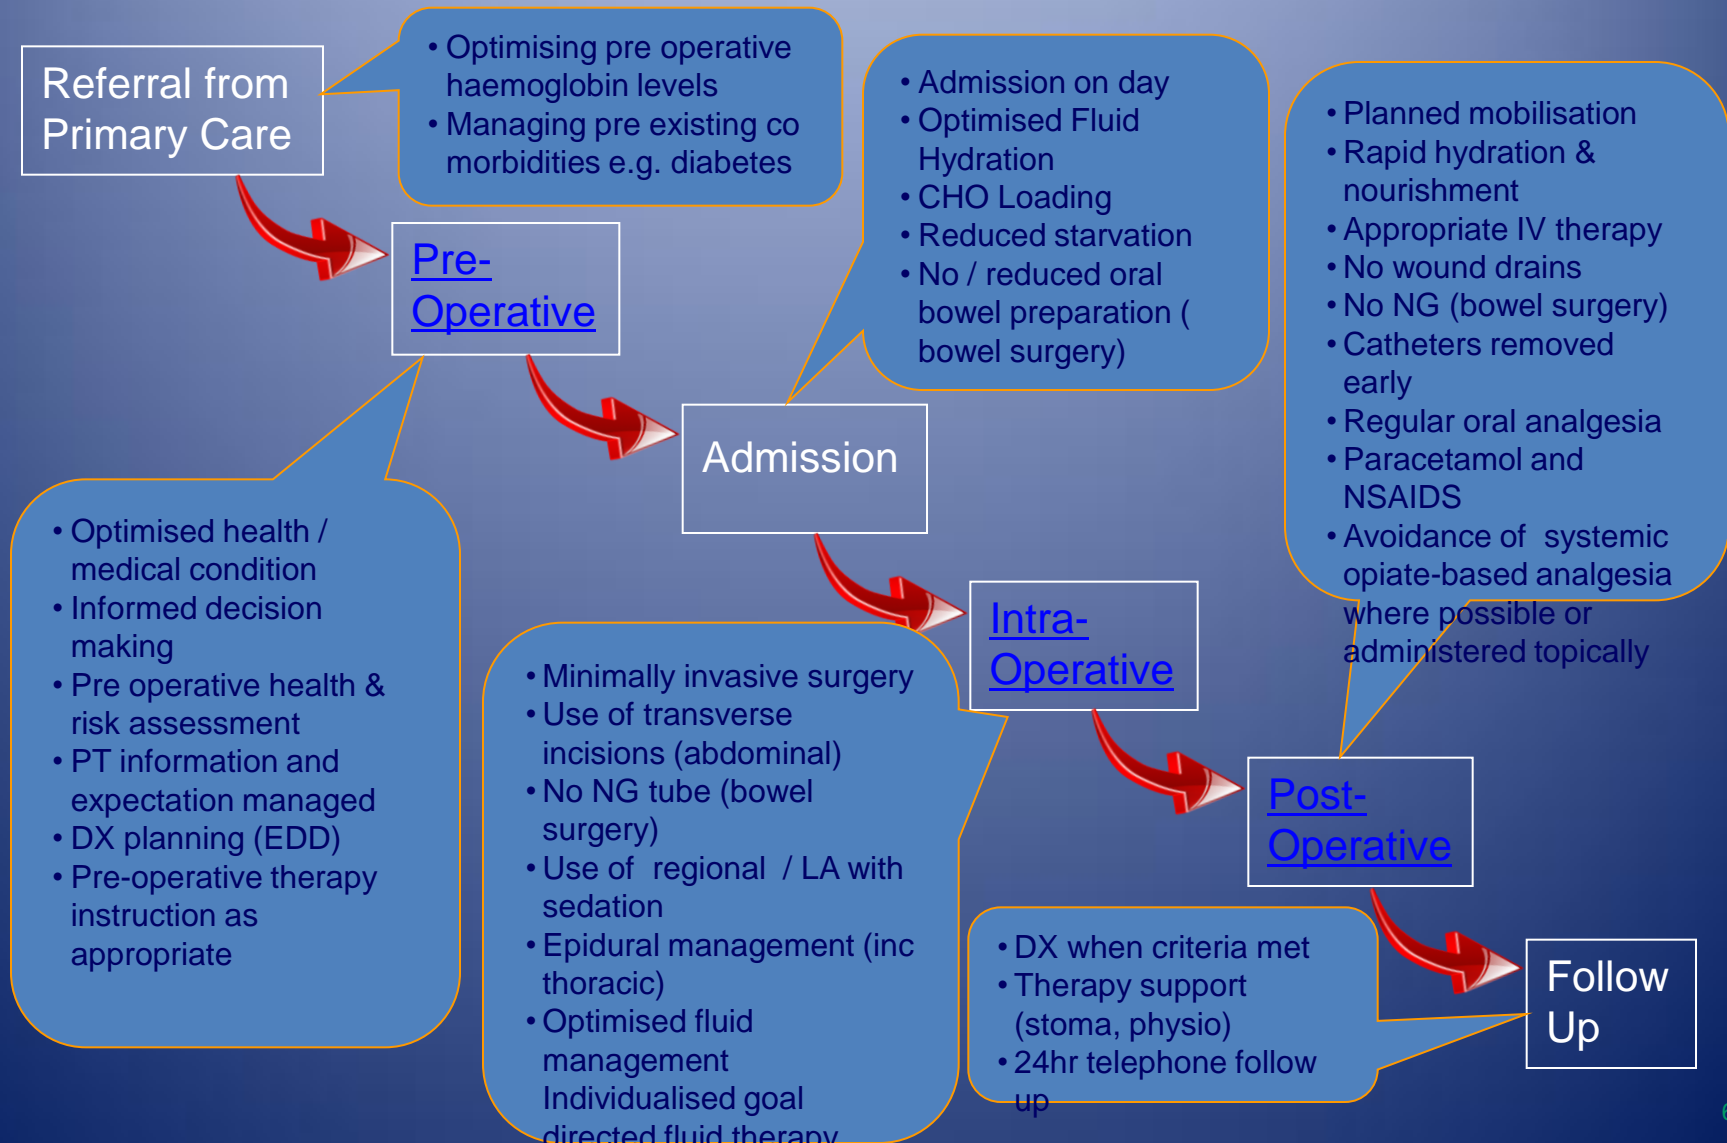 Referral from
Primary Care
• Optimising pre operative
haemoglobin levels
• Managing pre existing co
morbidities e.g. diabetes
Pre-
Operative
• Optimised health /
medical condition
• Informed decision
making
• Pre operative health &
risk assessment
• PT information and
expectation managed
• DX planning (EDD)
• Pre-operative therapy
instruction as
appropriate
• Admission on day
• Optimised Fluid
Hydration
• CHO Loading
• Reduced starvation
• No / reduced oral
bowel preparation (
bowel surgery)
Admission
Intra-
Operative
• Minimally invasive surgery
• Use of transverse
incisions (abdominal)
• No NG tube (bowel
surgery)
• Use of regional / LA with
sedation
• Epidural management (inc
thoracic)
• Optimised fluid
management
Individualised goal
directed fluid therapy
• Planned mobilisation
• Rapid hydration &
nourishment
• Appropriate IV therapy
• No wound drains
• No NG (bowel surgery)
• Catheters removed
early
• Regular oral analgesia
• Paracetamol and
NSAIDS
• Avoidance of systemic
opiate-based analgesia
where possible or
administered topically
Post-
Operative
• DX when criteria met
• Therapy support
(stoma, physio)
• 24hr telephone follow
up
Follow
Up